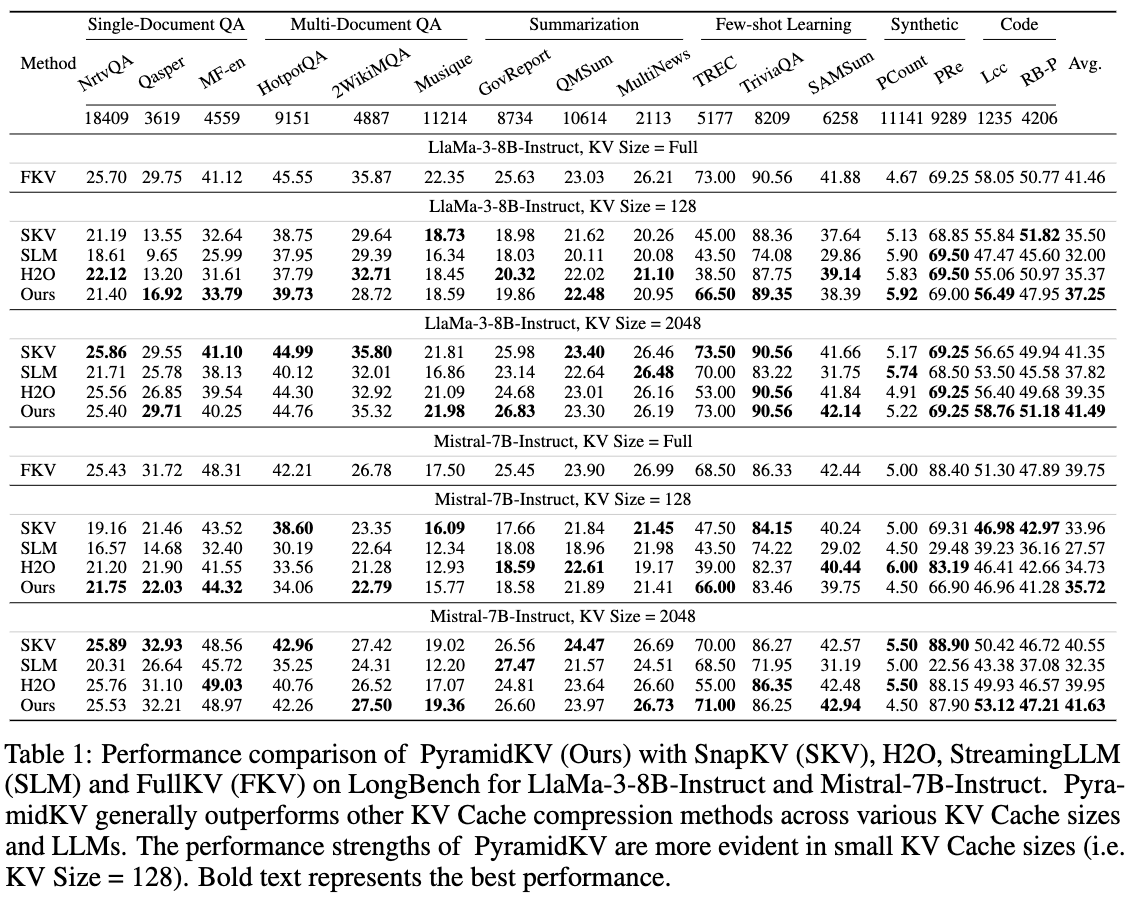 Single-Document QA Multi-Document QA Summarization Few-shot Learning Synthetic Code
Method NrtvQA Qasper MF-en HotpotQA 2WikiMQA Musique GovReport QMSum MultiNews TREC TriviaQA SAMSum PCount PRe Lcc RB-P Avg.
18409 3619 4559 9151 4887 11214 8734 10614 2113 5177 8209 6258 11141 9289 1235 4206
LlaMa-3-8B-Instruct, KV Size = Full
FKV 25.70 29.75 41.12 45.55 35.87 22.35 25.63 23.03 26.21 73.00 90.56 41.88 4.67 69.25 58.05 50.77 41.46
LlaMa-3-8B-Instruct, KV Size = 128
SKV 21.19 13.55 32.64 38.75 29.64 18.73 18.98 21.62 20.26 45.00 88.36 37.64 5.13 68.85 55.84 51.82 35.50
SLM 18.61 9.65 25.99 37.95 29.39 16.34 18.03 20.11 20.08 43.50 74.08 29.86 5.90 69.50 47.47 45.60 32.00
H2O 22.12 13.20 31.61 37.79 32.71 18.45 20.32 22.02 21.10 38.50 87.75 39.14 5.83 69.50 55.06 50.97 35.37
Ours 21.40 16.92 33.79 39.73 28.72 18.59 19.86 22.48 20.95 66.50 89.35 38.39 5.92 69.00 56.49 47.95 37.25
LlaMa-3-8B-Instruct, KV Size = 2048
SKV 25.86 29.55 41.10 44.99 35.80 21.81 25.98 23.40 26.46 73.50 90.56 41.66 5.17 69.25 56.65 49.94 41.35
SLM 21.71 25.78 38.13 40.12 32.01 16.86 23.14 22.64 26.48 70.00 83.22 31.75 5.74 68.50 53.50 45.58 37.82
H2O 25.56 26.85 39.54 44.30 32.92 21.09 24.68 23.01 26.16 53.00 90.56 41.84 4.91 69.25 56.40 49.68 39.35
Ours 25.40 29.71 40.25 44.76 35.32 21.98 26.83 23.30 26.19 73.00 90.56 42.14 5.22 69.25 58.76 51.18 41.49
Mistral-7B-Instruct, KV Size = Full
FKV 25.43 31.72 48.31 42.21 26.78 17.50 25.45 23.90 26.99 68.50 86.33 42.44 5.00 88.40 51.30 47.89 39.75
Mistral-7B-Instruct, KV Size = 128
SKV 19.16 21.46 43.52 38.60 23.35 16.09 17.66 21.84 21.45 47.50 84.15 40.24 5.00 69.31 46.98 42.97 33.96
SLM 16.57 14.68 32.40 30.19 22.64 12.34 18.08 18.96 21.98 43.50 74.22 29.02 4.50 29.48 39.23 36.16 27.57
H2O 21.20 21.90 41.55 33.56 21.28 12.93 18.59 22.61 19.17 39.00 82.37 40.44 6.00 83.19 46.41 42.66 34.73
Ours 21.75 22.03 44.32 34.06 22.79 15.77 18.58 21.89 21.41 66.00 83.46 39.75 4.50 66.90 46.96 41.28 35.72
Mistral-7B-Instruct, KV Size = 2048
SKV 25.89 32.93 48.56 42.96 27.42 19.02 26.56 24.47 26.69 70.00 86.27 42.57 5.50 88.90 50.42 46.72 40.55
SLM 20.31 26.64 45.72 35.25 24.31 12.20 27.47 21.57 24.51 68.50 71.95 31.19 5.00 22.56 43.38 37.08 32.35
H2O 25.76 31.10 49.03 40.76 26.52 17.07 24.81 23.64 26.60 55.00 86.35 42.48 5.50 88.15 49.93 46.57 39.95
Ours 25.53 32.21 48.97 42.26 27.50 19.36 26.60 23.97 26.73 71.00 86.25 42.94 4.50 87.90 53.12 47.21 41.63
Table 1: Performance comparison of PyramidKV (Ours) with SnapKV (SKV), H2O, StreamingLLM
(SLM) and FullKV (FKV) on LongBench for LlaMa-3-8B-Instruct and Mistral-7B-Instruct. Pyra-
midKV generally outperforms other KV Cache compression methods across various KV Cache sizes
and LLMs. The performance strengths of PyramidKV are more evident in small KV Cache sizes (i.e.
KV Size = 128). Bold text represents the best performance.